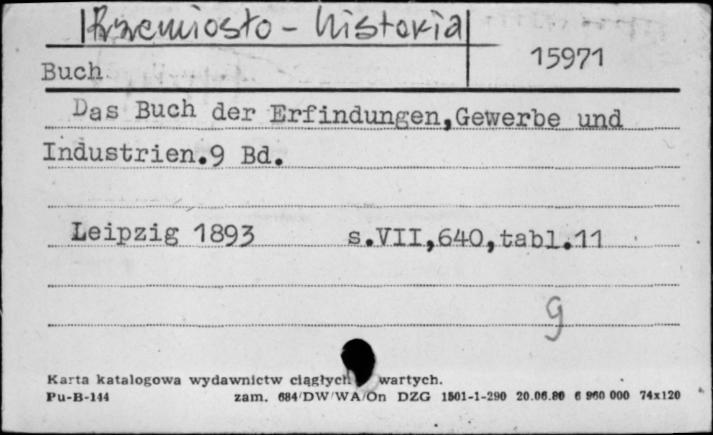 Rzemiosło - historia
15971
Buch
Das Buch der Erfindungen,Gewerbe und
Industrien.9 Bd.
Leipzig 1893 s.VII,640,tabl.11
g
Karta katalogowa wydawnictw ciągłych wartych.
Pu-B-144 zam. 684/DW/WA/On DZG 1501-1-290 20.06.80 6 960 000 74x120